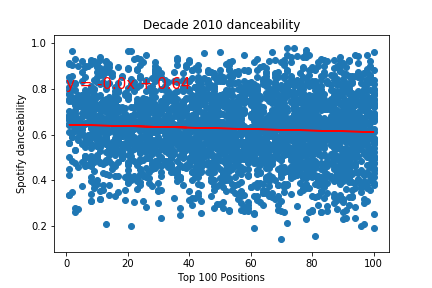 Decade 2010 danceability
1.0
0.8
0.6
0.4
0.2
Spotify danceability
y = -0.0x + 0.64
0 20 40 60 80 100
Top 100 Positions